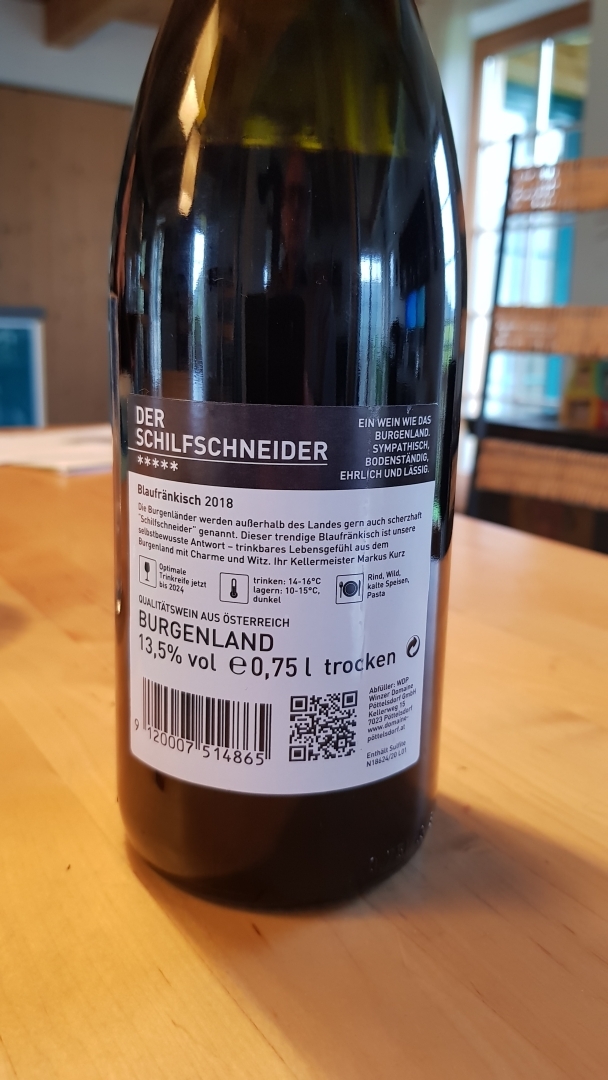 DER
SCHILFSCHNEIDER
*****
EIN WEIN WIE DAS
BURGENLAND.
SYMPATHISCH,
BODENSTÄNDIG,
EHRLICH UND LÄSSIG.
Blaufränkisch 2018
Die Burgenländer werden außerhalb des Landes gern auch scherzhaft
"Schilfschneider" genannt. Dieser trendige Blaufränkisch ist unsere
selbstbewusste Antwort – trinkbares Lebensgefühl aus dem
Burgenland mit Charme und Witz. Ihr Kellermeister Markus Kurz
Optimale
Trinkreife jetzt
bis 2024
trinken: 14-16°C
lagern: 10-15°C,
dunkel
Rind, Wild,
kalte Speisen,
Pasta
QUALITÄTSWEIN AUS ÖSTERREICH
BURGENLAND
13,5% vol ℮0,75 l trocken
9 120007 514865
Abfüller: WDP
Winzer Domaine
Pöttelsdorf GmbH
Kellerweg 15
7023 Pöttelsdorf
www.domaine-
pöttelsdorf.at
Enthält Sulfite
N18624/20 L01